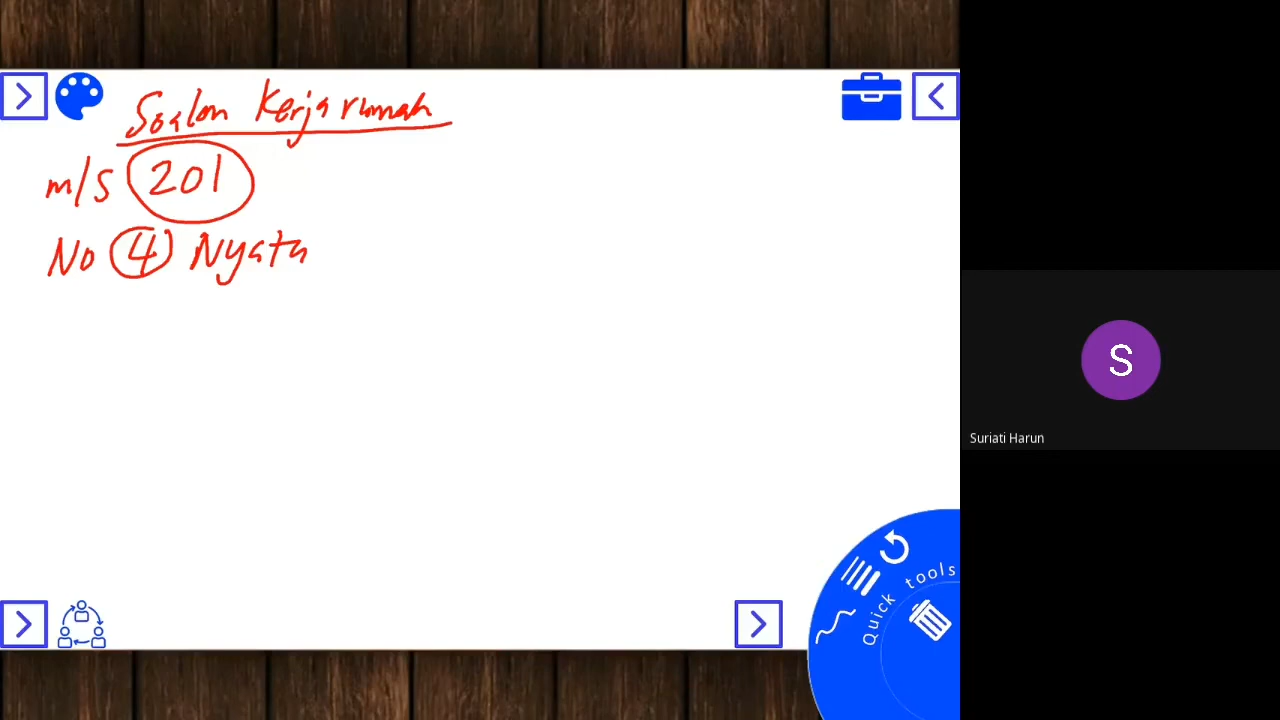 Soalan Kerja rumah
m/s 201
No 4 Nyata
S
Suriati Harun
Quick tools